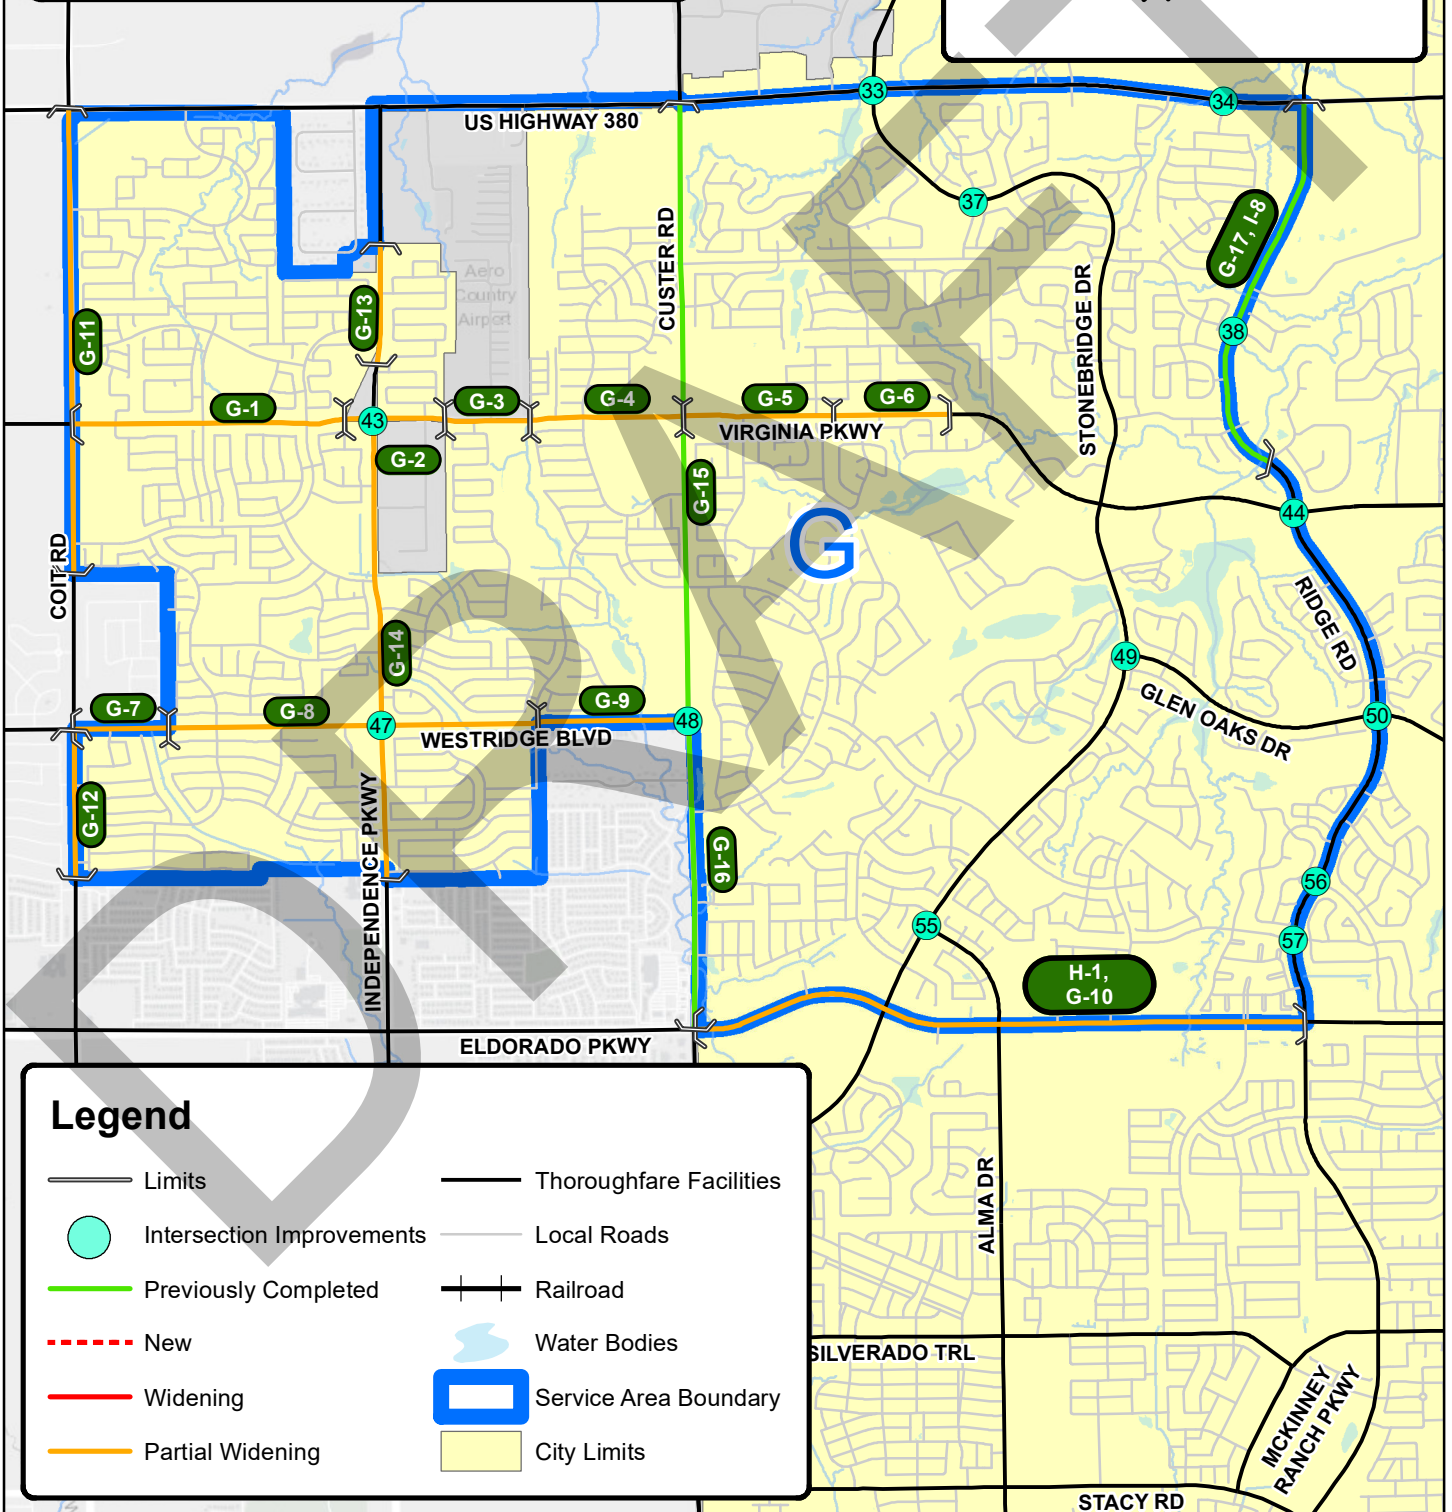 33
34
US HIGHWAY 380
37
CUSTER RD
G-17, I-8
STONEBRIDGE DR
Aero
Country
Airport
G-13
G-11
38
G-1
43
G-3
G-4
G-5
G-6
VIRGINIA PKWY
G-2
G-15
G
44
COIT RD
RIDGE RD
G-14
49
GLEN OAKS DR
G-7
G-8
47
G-9
48
50
WESTRIDGE BLVD
G-12
INDEPENDENCE PKWY
G-16
56
55
57
H-1,
G-10
ELDORADO PKWY
Legend
Limits
Thoroughfare Facilities
Intersection Improvements
Local Roads
Previously Completed
Railroad
New
Water Bodies
Widening
Service Area Boundary
Partial Widening
City Limits
ALMA DR
SILVERADO TRL
MCKINNEY
RANCH PKWY
STACY RD
DRAFT